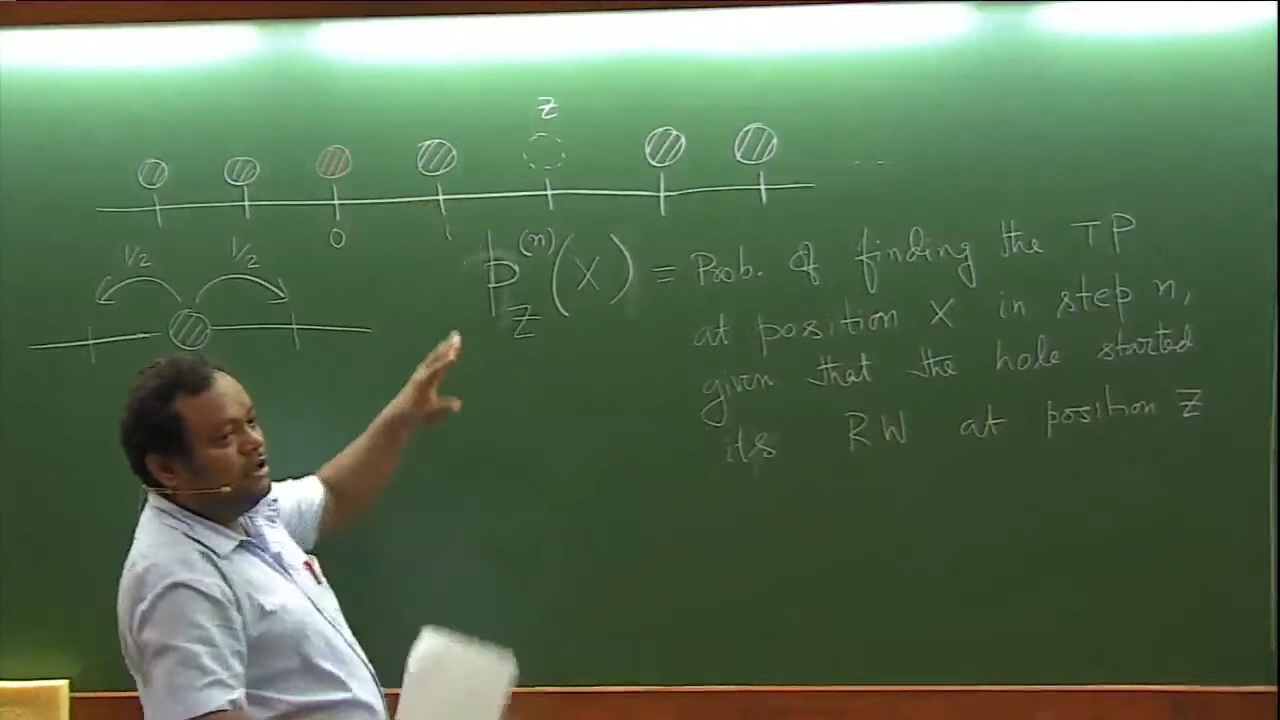 Z
...
0 1
1/2 1/2
P_Z^(n)(X) = Prob. of finding the TP
at position X in step n,
given that the hole started
its RW at position Z